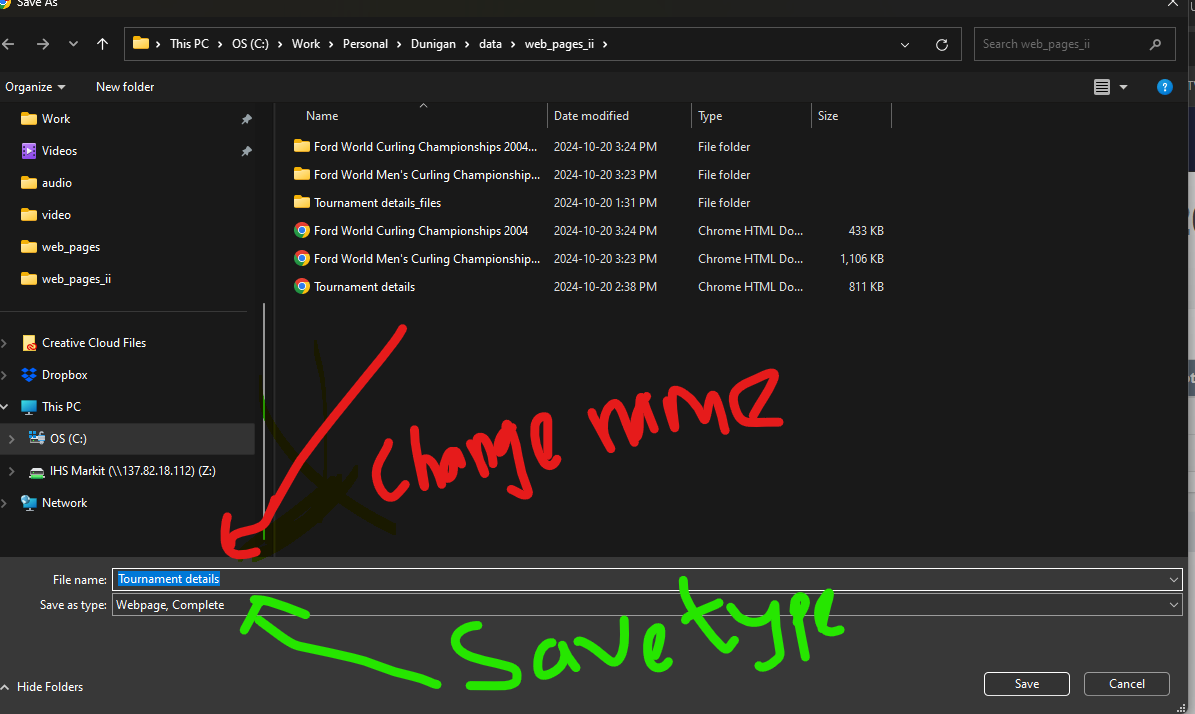 Save As
This PC > OS (C:) > Work > Personal > Dunigan > data > web_pages_ii >
Search web_pages_ii
Organize
New folder
Name
Date modified
Type
Size
Work
Videos
audio
video
web_pages
web_pages_ii
Creative Cloud Files
Dropbox
This PC
OS (C:)
IHS Markit (\\137.82.18.112) (Z:)
Network
Ford World Curling Championships 2004... 2024-10-20 3:24 PM File folder
Ford World Men's Curling Championship... 2024-10-20 3:23 PM File folder
Tournament details_files 2024-10-20 1:31 PM File folder
Ford World Curling Championships 2004 2024-10-20 3:24 PM Chrome HTML Do... 433 KB
Ford World Men's Curling Championship... 2024-10-20 3:23 PM Chrome HTML Do... 1,106 KB
Tournament details 2024-10-20 2:38 PM Chrome HTML Do... 811 KB
Change name
File name: Tournament details
Save as type: Webpage, Complete
Save type
Hide Folders
Save
Cancel